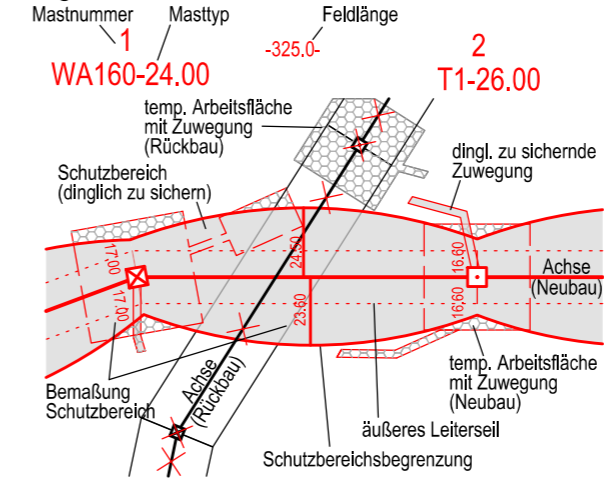 Mastnummer
Masttyp
Feldlänge
1
-325.0-
2
WA160-24.00
T1-26.00
temp. Arbeitsfläche
mit Zuwegung
(Rückbau)
dingl. zu sichernde
Zuwegung
Schutzbereich
(dinglich zu sichern)
17.00
24.50
16.60
Achse
(Neubau)
17.00
23.60
16.60
Bemaßung
Schutzbereich
Achse
(Rückbau)
temp. Arbeitsfläche
mit Zuwegung
(Neubau)
äußeres Leiterseil
Schutzbereichsbegrenzung